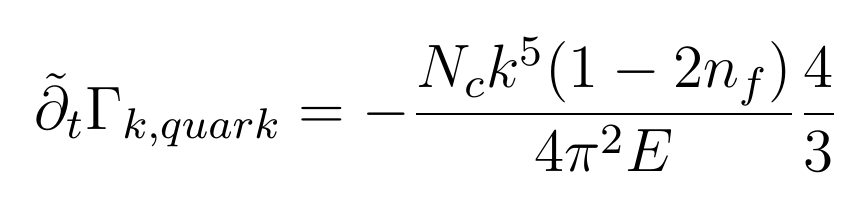 $$\tilde{\partial}_t \Gamma_{k,quark} = -\frac{N_c k^5 (1 - 2n_f)}{4\pi^2 E} \frac{4}{3}$$